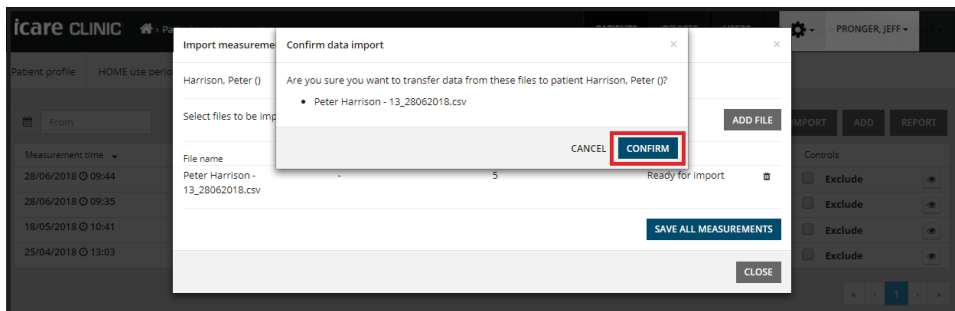 icare CLINIC
PRONGER, JEFF
Patient profile
HOME use perio
From
IMPORT
ADD
REPORT
Measurement time
Controls
28/06/2018 09:44
Exclude
28/06/2018 09:35
Exclude
18/05/2018 10:41
Exclude
25/04/2018 13:03
Exclude
« ‹ 1 › »
Import measureme
×
Harrison, Peter ()
Select files to be imp
ADD FILE
File name
Peter Harrison -
13_28062018.csv
-
5
Ready for import
SAVE ALL MEASUREMENTS
CLOSE
Confirm data import
×
Are you sure you want to transfer data from these files to patient Harrison, Peter ()?
• Peter Harrison - 13_28062018.csv
CANCEL
CONFIRM